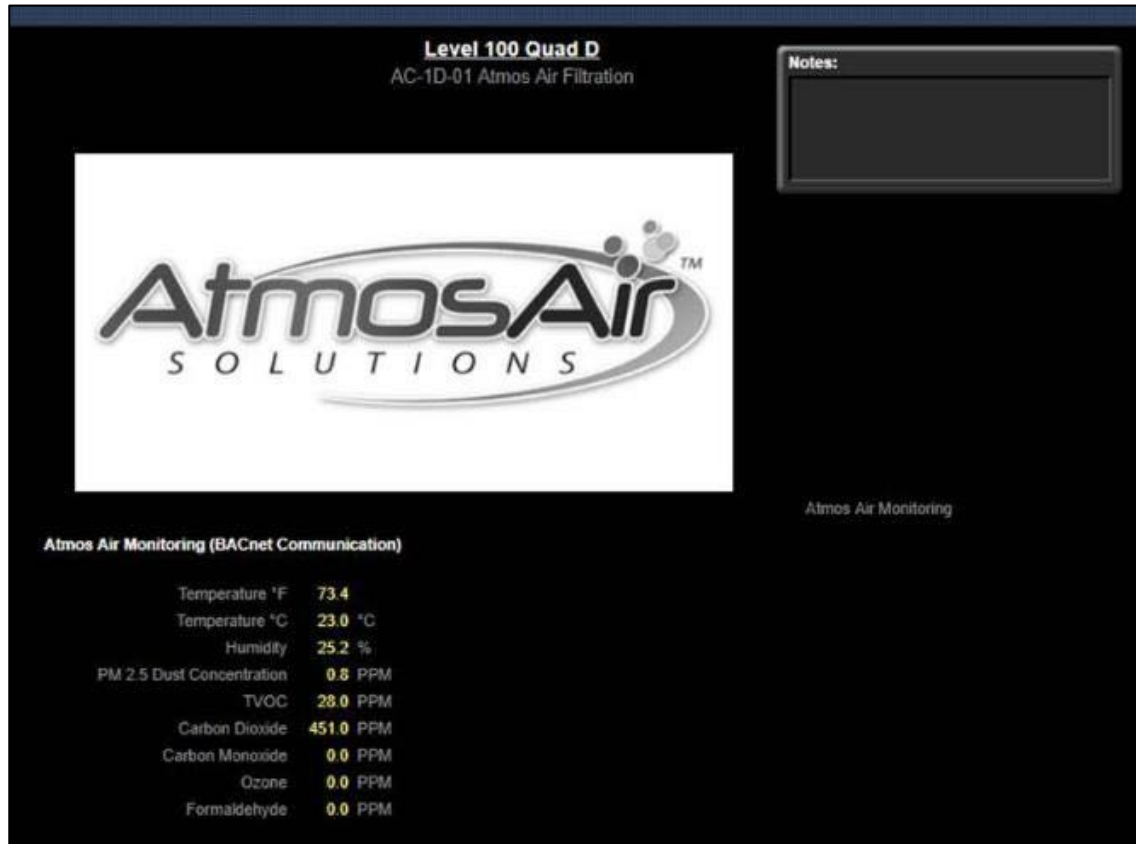 Level 100 Quad D
AC-1D-01 Atmos Air Filtration
Notes:
AtmosAir TM
SOLUTIONS
Atmos Air Monitoring
Atmos Air Monitoring (BACnet Communication)
Temperature °F 73.4
Temperature °C 23.0 °C
Humidity 25.2 %
PM 2.5 Dust Concentration 0.8 PPM
TVOC 28.0 PPM
Carbon Dioxide 451.0 PPM
Carbon Monoxide 0.0 PPM
Ozone 0.0 PPM
Formaldehyde 0.0 PPM